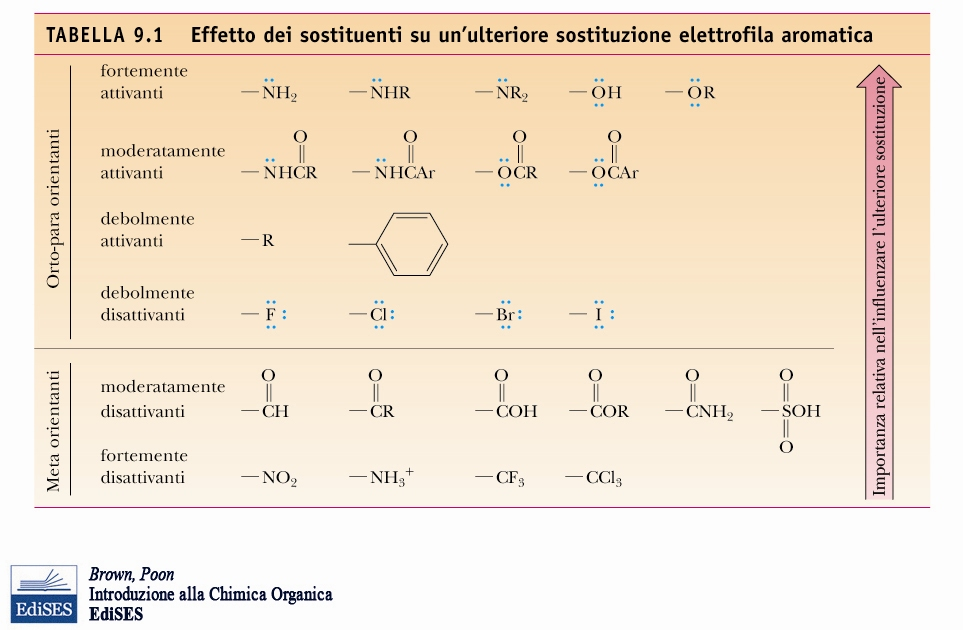 TABELLA 9.1 Effetto dei sostituenti su un'ulteriore sostituzione elettrofila aromatica
Orto-para orientanti
fortemente
attivanti —NH2 —NHR —NR2 —OH —OR
O O O O
moderatamente
attivanti —NHCR —NHCAr —OCR —OCAr
debolmente
attivanti —R
debolmente
disattivanti —F: —Cl: —Br: —I:
Meta orientanti
O O O O O O
moderatamente
disattivanti —CH —CR —COH —COR —CNH2 —SOH
O
fortemente
disattivanti —NO2 —NH3+ —CF3 —CCl3
Importanza relativa nell'influenzare l'ulteriore sostituzione
EdiSES
Brown, Poon
Introduzione alla Chimica Organica
EdiSES